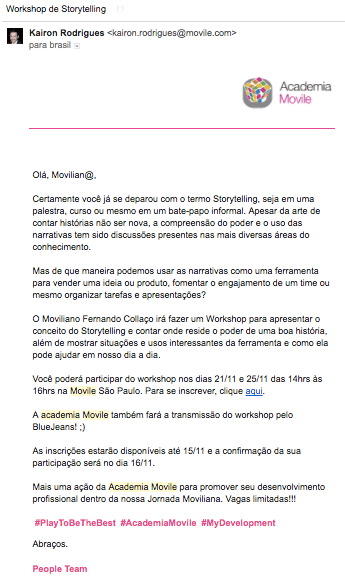 Workshop de Storytelling
Kairon Rodrigues <kairon.rodrigues@movile.com>
para brasil
Academia
Movile
Olá, Movilian@,
Certamente você já se deparou com o termo Storytelling, seja em uma
palestra, curso ou mesmo em um bate-papo informal. Apesar da arte de
contar histórias não ser nova, a compreensão do poder e o uso das
narrativas tem sido discussões presentes nas mais diversas áreas do
conhecimento.
Mas de que maneira podemos usar as narrativas como uma ferramenta
para vender uma ideia ou produto, fomentar o engajamento de um time ou
mesmo organizar tarefas e apresentações?
O Moviliano Fernando Collaço irá fazer um Workshop para apresentar o
conceito do Storytelling e contar onde reside o poder de uma boa história,
além de mostrar situações e usos interessantes da ferramenta e como ela
pode ajudar em nosso dia a dia.
Você poderá participar do workshop nos dias 21/11 e 25/11 das 14hrs às
16hrs na Movile São Paulo. Para se inscrever, clique aqui.
A academia Movile também fará a transmissão do workshop pelo
BlueJeans! ;)
As inscrições estarão disponíveis até 15/11 e a confirmação da sua
participação será no dia 16/11.
Mais uma ação da Academia Movile para promover seu desenvolvimento
profissional dentro da nossa Jornada Moviliana. Vagas limitadas!!!
#PlayToBeTheBest #AcademiaMovile #MyDevelopment
Abraços.
People Team